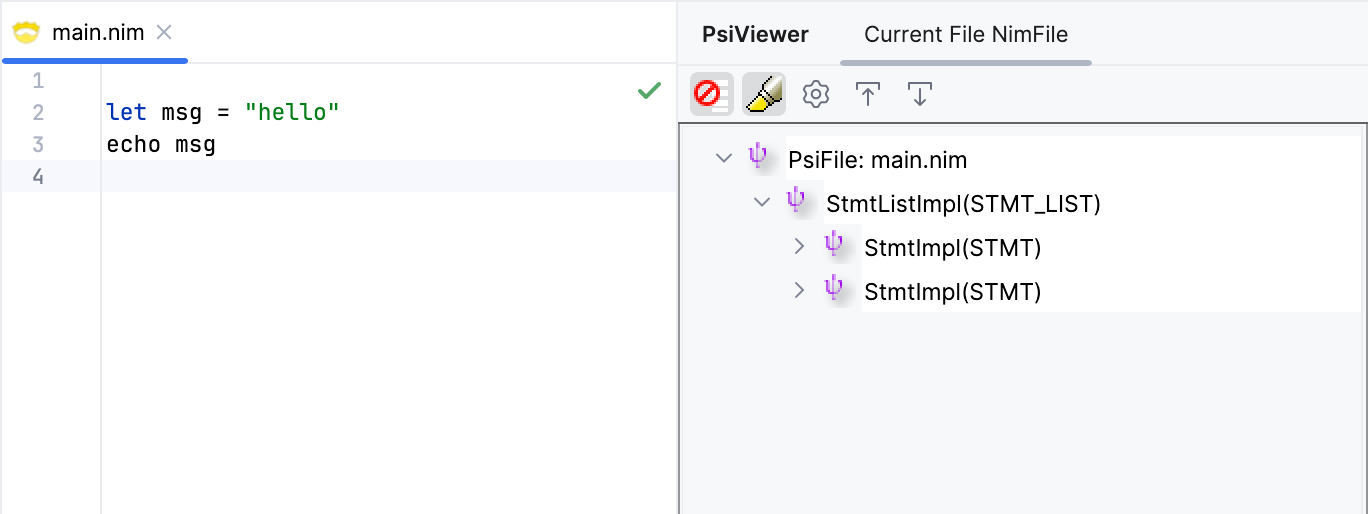 main.nim
1
2 let msg = "hello"
3 echo msg
4
PsiViewer Current File NimFile
PsiFile: main.nim
StmtListImpl(STMT_LIST)
StmtImpl(STMT)
StmtImpl(STMT)